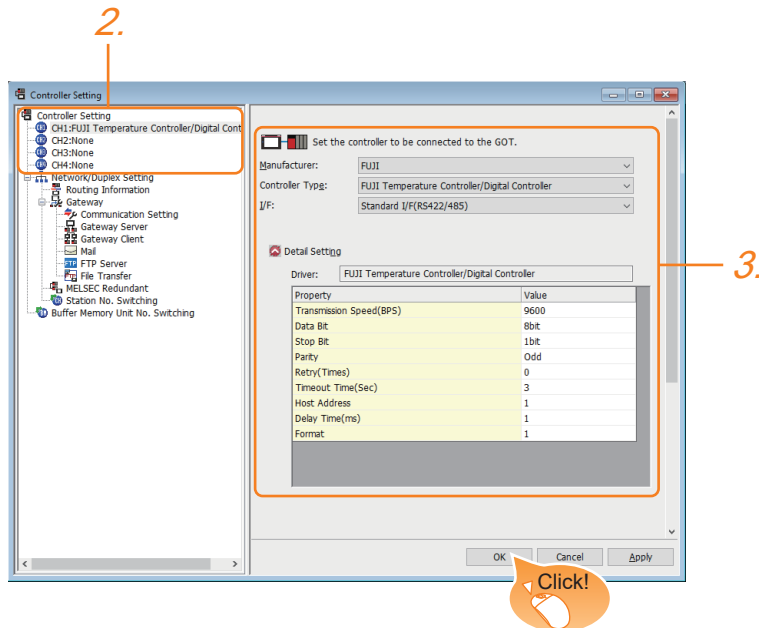 2.
Controller Setting
Controller Setting
CH1:FUJI Temperature Controller/Digital Cont
CH2:None
CH3:None
CH4:None
Network/Duplex Setting
Routing Information
Gateway
Communication Setting
Gateway Server
Gateway Client
Mail
FTP FTP Server
File Transfer
MELSEC Redundant
Station No. Switching
Buffer Memory Unit No. Switching
Set the controller to be connected to the GOT.
Manufacturer: FUJI
Controller Type: FUJI Temperature Controller/Digital Controller
I/F: Standard I/F(RS422/485)
3.
Detail Setting
Driver: FUJI Temperature Controller/Digital Controller
Property Value
Transmission Speed(BPS) 9600
Data Bit 8bit
Stop Bit 1bit
Parity Odd
Retry(Times) 0
Timeout Time(Sec) 3
Host Address 1
Delay Time(ms) 1
Format 1
OK Cancel Apply
Click!